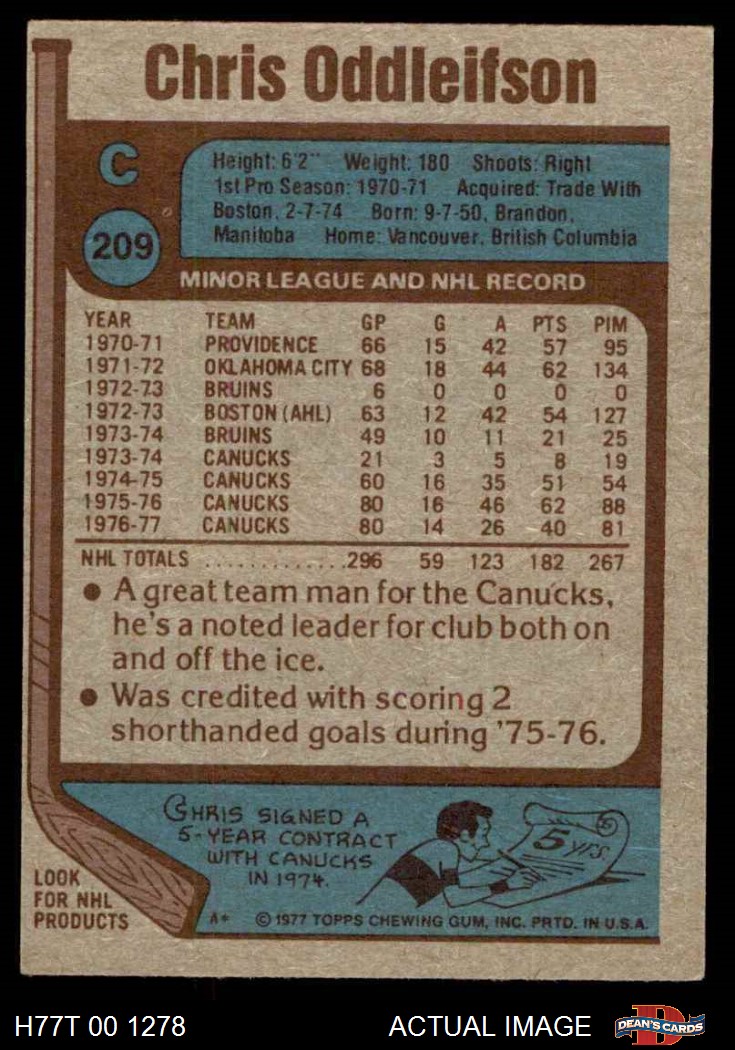 Chris Oddleifson
C
209
Height: 6'2" Weight: 180 Shoots: Right
1st Pro Season: 1970-71 Acquired: Trade With
Boston, 2-7-74 Born: 9-7-50, Brandon,
Manitoba Home: Vancouver, British Columbia
MINOR LEAGUE AND NHL RECORD
YEAR TEAM GP G A PTS PIM
1970-71 PROVIDENCE 66 15 42 57 95
1971-72 OKLAHOMA CITY 68 18 44 62 134
1972-73 BRUINS 6 0 0 0 0
1972-73 BOSTON (AHL) 63 12 42 54 127
1973-74 BRUINS 49 10 11 21 25
1973-74 CANUCKS 21 3 5 8 19
1974-75 CANUCKS 60 16 35 51 54
1975-76 CANUCKS 80 16 46 62 88
1976-77 CANUCKS 80 14 26 40 81
NHL TOTALS .............296 59 123 182 267
● A great team man for the Canucks,
he's a noted leader for club both on
and off the ice.
● Was credited with scoring 2
shorthanded goals during '75-76.
CHRIS SIGNED A
5-YEAR CONTRACT
WITH CANUCKS
IN 1974.
5 YRS
LOOK
FOR NHL
PRODUCTS
A* © 1977 TOPPS CHEWING GUM, INC. PRTD. IN U.S.A.
H77T 00 1278 ACTUAL IMAGE D DEAN'S CARDS